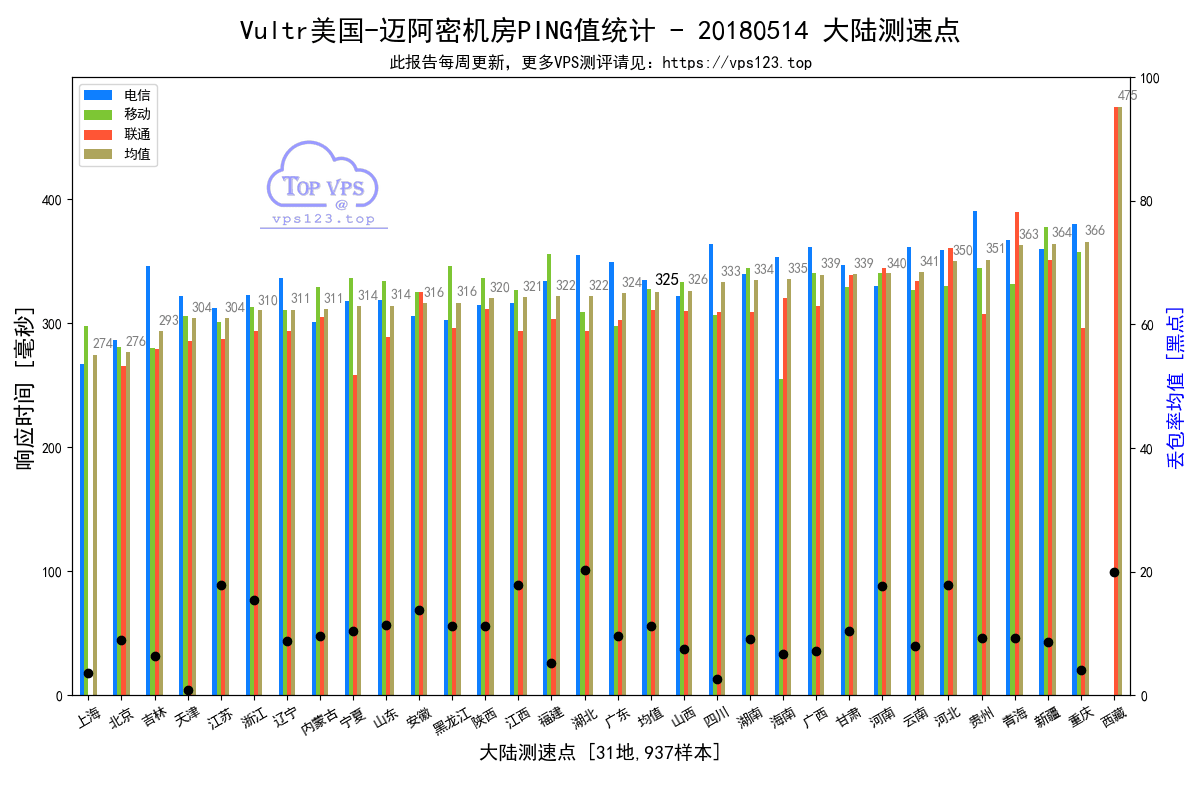 Vultr美国-迈阿密机房PING值统计 - 20180514 大陆测速点
此报告每周更新，更多VPS测评请见：https://vps123.top
电信
移动
联通
均值
TOP VPS
@
vps123.top
响应时间 [毫秒]
0
100
200
300
400
丢包率均值 [黑点]
0
20
40
60
80
100
274
276
293
304
304
310
311
311
314
314
316
316
320
321
322
322
324
325
326
333
334
335
339
339
340
341
350
351
363
364
366
475
上海
北京
吉林
天津
江苏
浙江
辽宁
内蒙古
宁夏
山东
安徽
黑龙江
陕西
江西
福建
湖北
广东
均值
山西
四川
湖南
海南
广西
甘肃
河南
云南
河北
贵州
青海
新疆
重庆
西藏
大陆测速点 [31地,937样本]